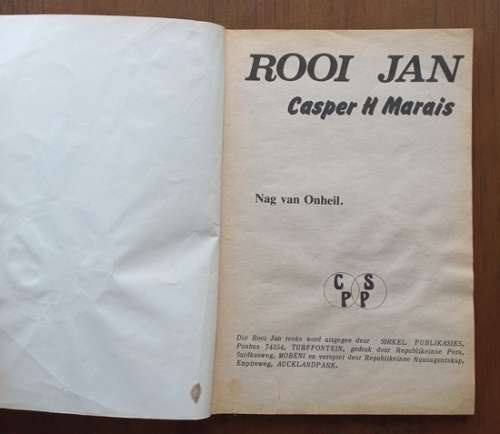 ROOI JAN
Casper H Marais
Nag van Onheil.
C S
P P
Die Rooi Jan reeks word uitgegee deur SIRKEL PUBLIKASIES,
Posbus 74354, TURFFONTEIN, gedruk deur Republikeinse Pers,
Suidkusweg, MOBENI en versprei deur Republikeinse Nuusagentskap,
Empireweg, AUCKLANDPARK.